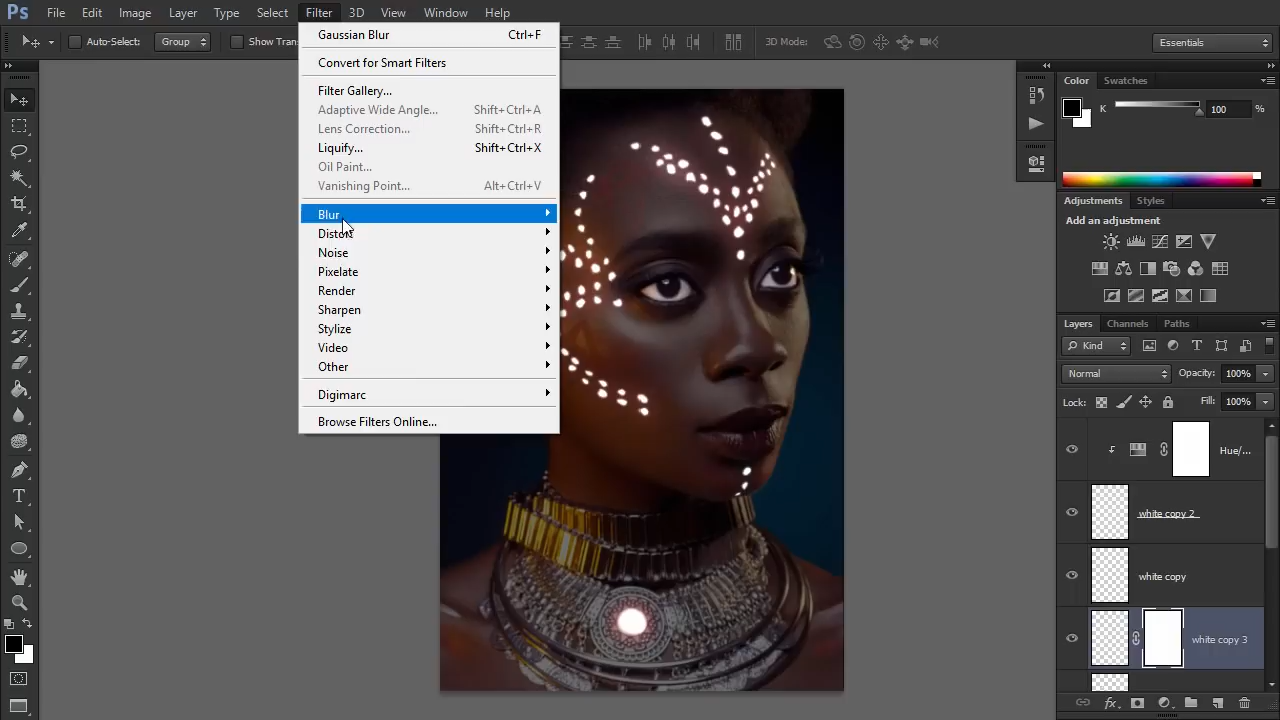 Ps File Edit Image Layer Type Select Filter 3D View Window Help
Auto-Select: Group Show Tran 3D Mode: Essentials
Gaussian Blur Ctrl+F
Convert for Smart Filters
Filter Gallery...
Adaptive Wide Angle... Shift+Ctrl+A
Lens Correction... Shift+Ctrl+R
Liquify... Shift+Ctrl+X
Oil Paint...
Vanishing Point... Alt+Ctrl+V
Blur
Distort
Noise
Pixelate
Render
Sharpen
Stylize
Video
Other
Digimarc
Browse Filters Online...
Color Swatches
K 100 %
Adjustments Styles
Add an adjustment
Layers Channels Paths
Kind
Normal Opacity: 100%
Lock: Fill: 100%
Hue/...
white copy 2
white copy
white copy 3